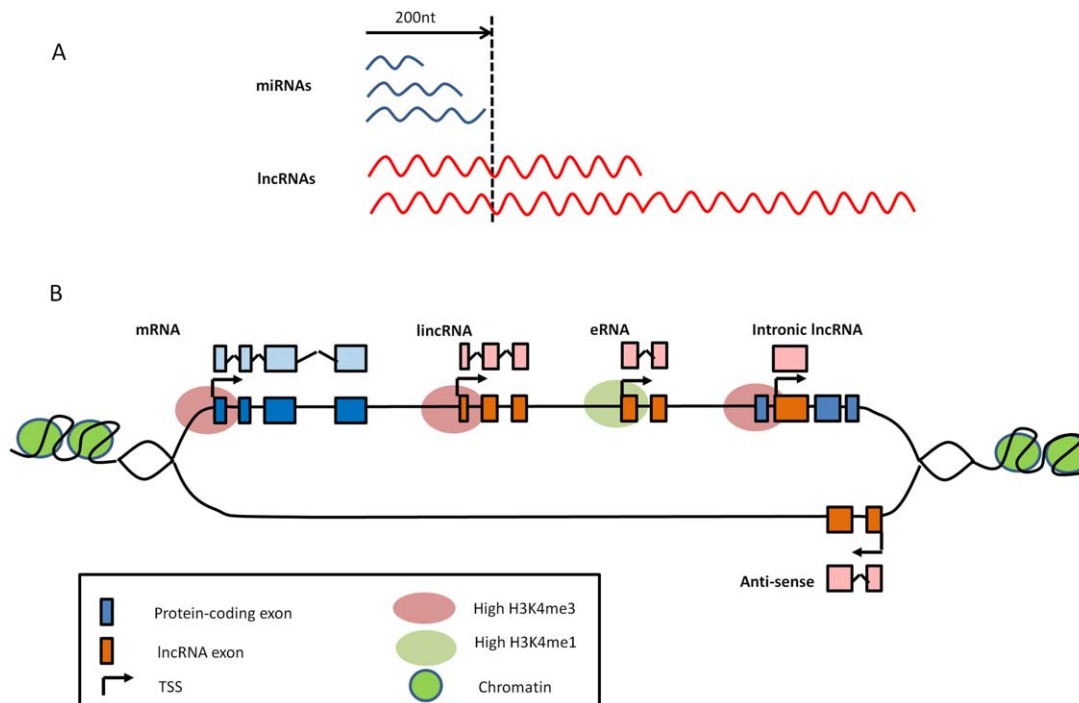 200nt
A
miRNAs
lncRNAs
B
mRNA
lincRNA
eRNA
Intronic lncRNA
Anti-sense
Protein-coding exon
High H3K4me3
lncRNA exon
High H3K4me1
TSS
Chromatin